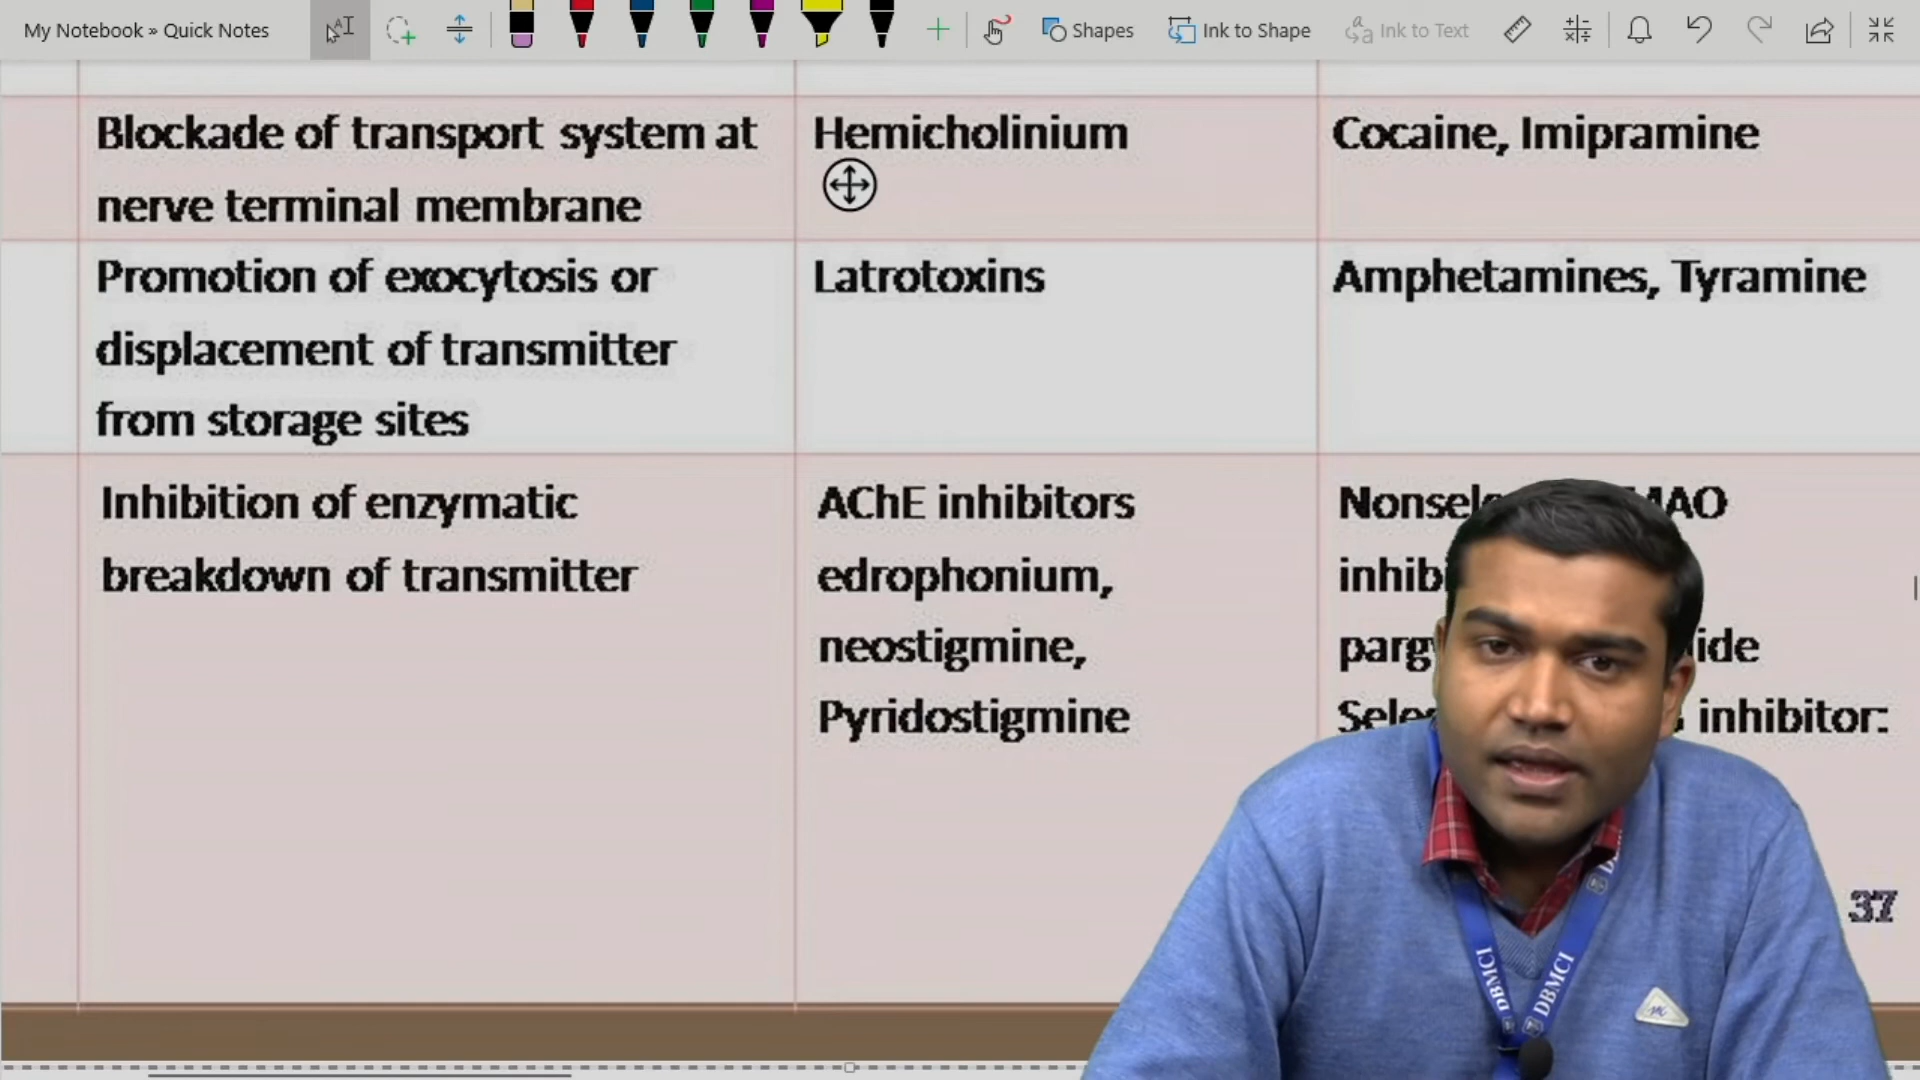 My Notebook » Quick Notes
Shapes
Ink to Shape
Ink to Text
Blockade of transport system at
nerve terminal membrane
Hemicholinium
Cocaine, Imipramine
Promotion of exocytosis or
displacement of transmitter
from storage sites
Latrotoxins
Amphetamines, Tyramine
Inhibition of enzymatic
breakdown of transmitter
AChE inhibitors
edrophonium,
neostigmine,
Pyridostigmine
inhibitor:
37
DBMCI
DBMCI